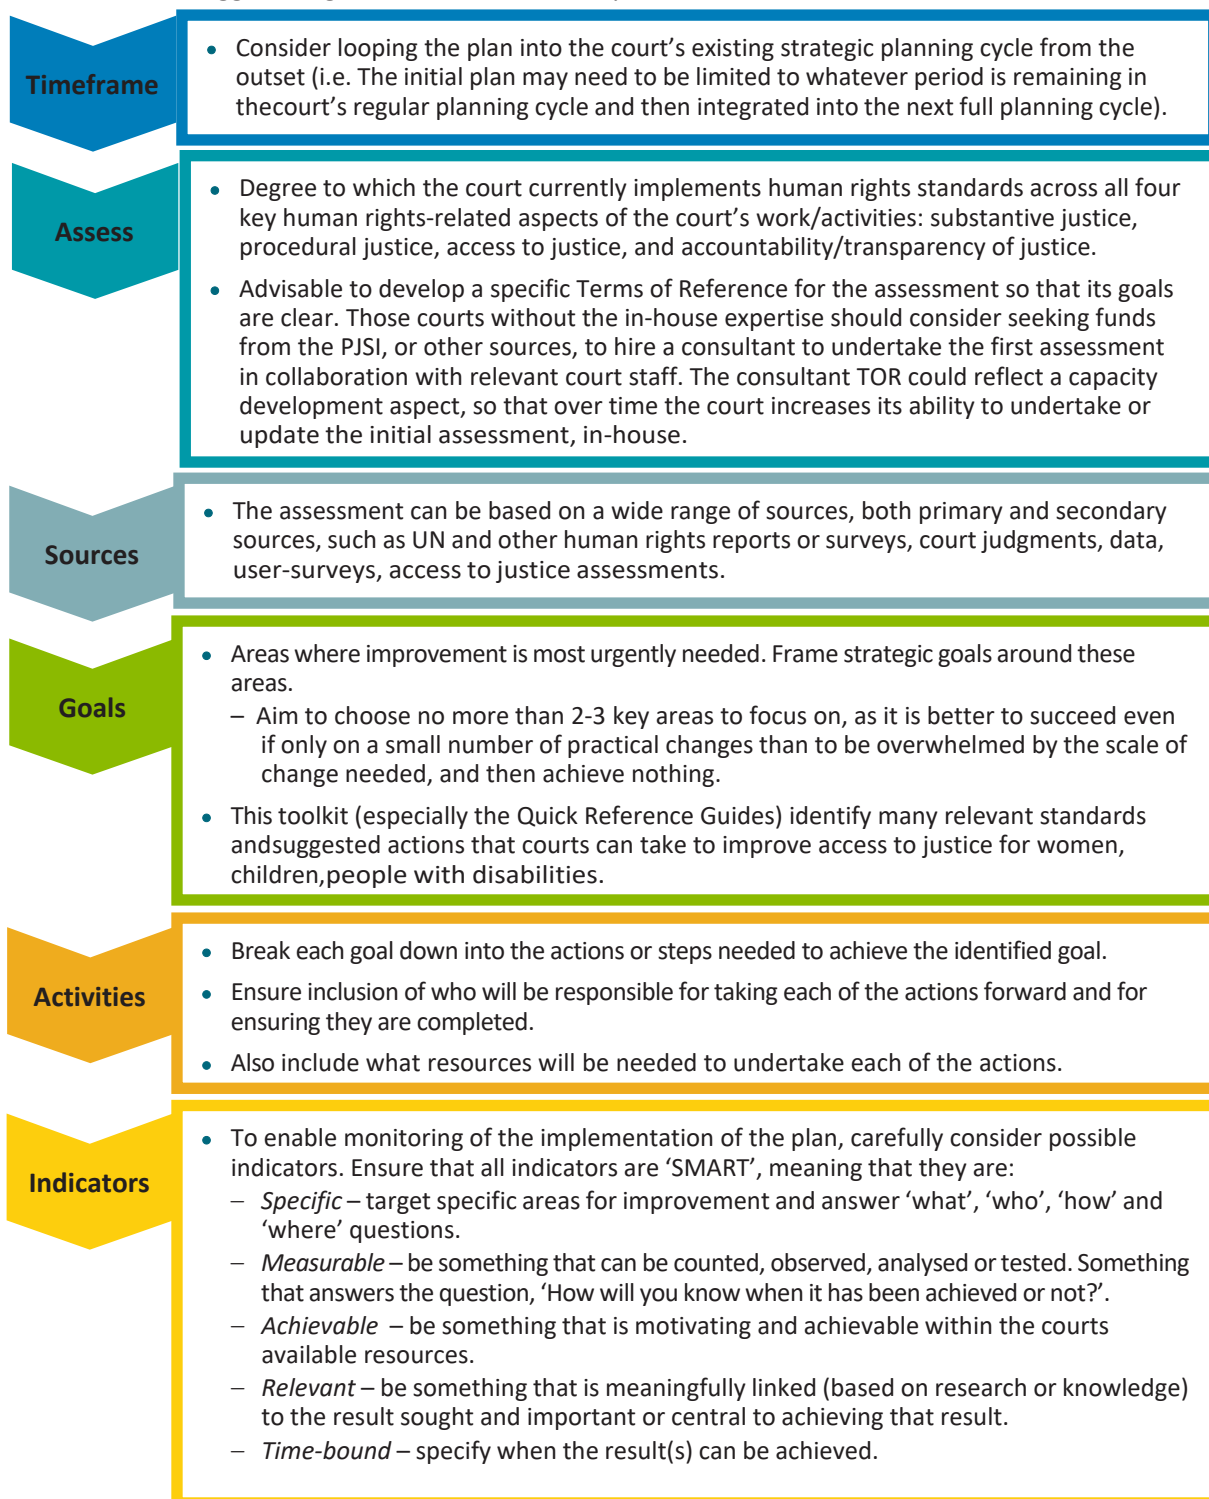 Timeframe
• Consider looping the plan into the court’s existing strategic planning cycle from the
outset (i.e. The initial plan may need to be limited to whatever period is remaining in
thecourt’s regular planning cycle and then integrated into the next full planning cycle).
Assess
• Degree to which the court currently implements human rights standards across all four
key human rights-related aspects of the court’s work/activities: substantive justice,
procedural justice, access to justice, and accountability/transparency of justice.
• Advisable to develop a specific Terms of Reference for the assessment so that its goals
are clear. Those courts without the in-house expertise should consider seeking funds
from the PJSI, or other sources, to hire a consultant to undertake the first assessment
in collaboration with relevant court staff. The consultant TOR could reflect a capacity
development aspect, so that over time the court increases its ability to undertake or
update the initial assessment, in-house.
Sources
• The assessment can be based on a wide range of sources, both primary and secondary
sources, such as UN and other human rights reports or surveys, court judgments, data,
user-surveys, access to justice assessments.
Goals
• Areas where improvement is most urgently needed. Frame strategic goals around these
areas.
– Aim to choose no more than 2-3 key areas to focus on, as it is better to succeed even
if only on a small number of practical changes than to be overwhelmed by the scale of
change needed, and then achieve nothing.
• This toolkit (especially the Quick Reference Guides) identify many relevant standards
andsuggested actions that courts can take to improve access to justice for women,
children,people with disabilities.
Activities
• Break each goal down into the actions or steps needed to achieve the identified goal.
• Ensure inclusion of who will be responsible for taking each of the actions forward and for
ensuring they are completed.
• Also include what resources will be needed to undertake each of the actions.
Indicators
• To enable monitoring of the implementation of the plan, carefully consider possible
indicators. Ensure that all indicators are ‘SMART’, meaning that they are:
– Specific – target specific areas for improvement and answer ‘what’, ‘who’, ‘how’ and
‘where’ questions.
– Measurable – be something that can be counted, observed, analysed or tested. Something
that answers the question, ‘How will you know when it has been achieved or not?’.
– Achievable – be something that is motivating and achievable within the courts
available resources.
– Relevant – be something that is meaningfully linked (based on research or knowledge)
to the result sought and important or central to achieving that result.
– Time-bound – specify when the result(s) can be achieved.